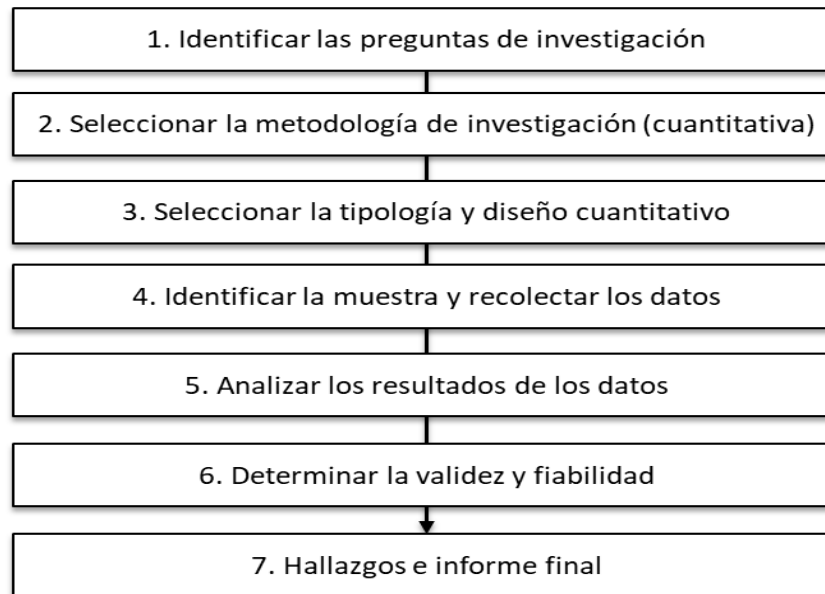 1. Identificar las preguntas de investigación
2. Seleccionar la metodología de investigación (cuantitativa)
3. Seleccionar la tipología y diseño cuantitativo
4. Identificar la muestra y recolectar los datos
5. Analizar los resultados de los datos
6. Determinar la validez y fiabilidad
7. Hallazgos e informe final